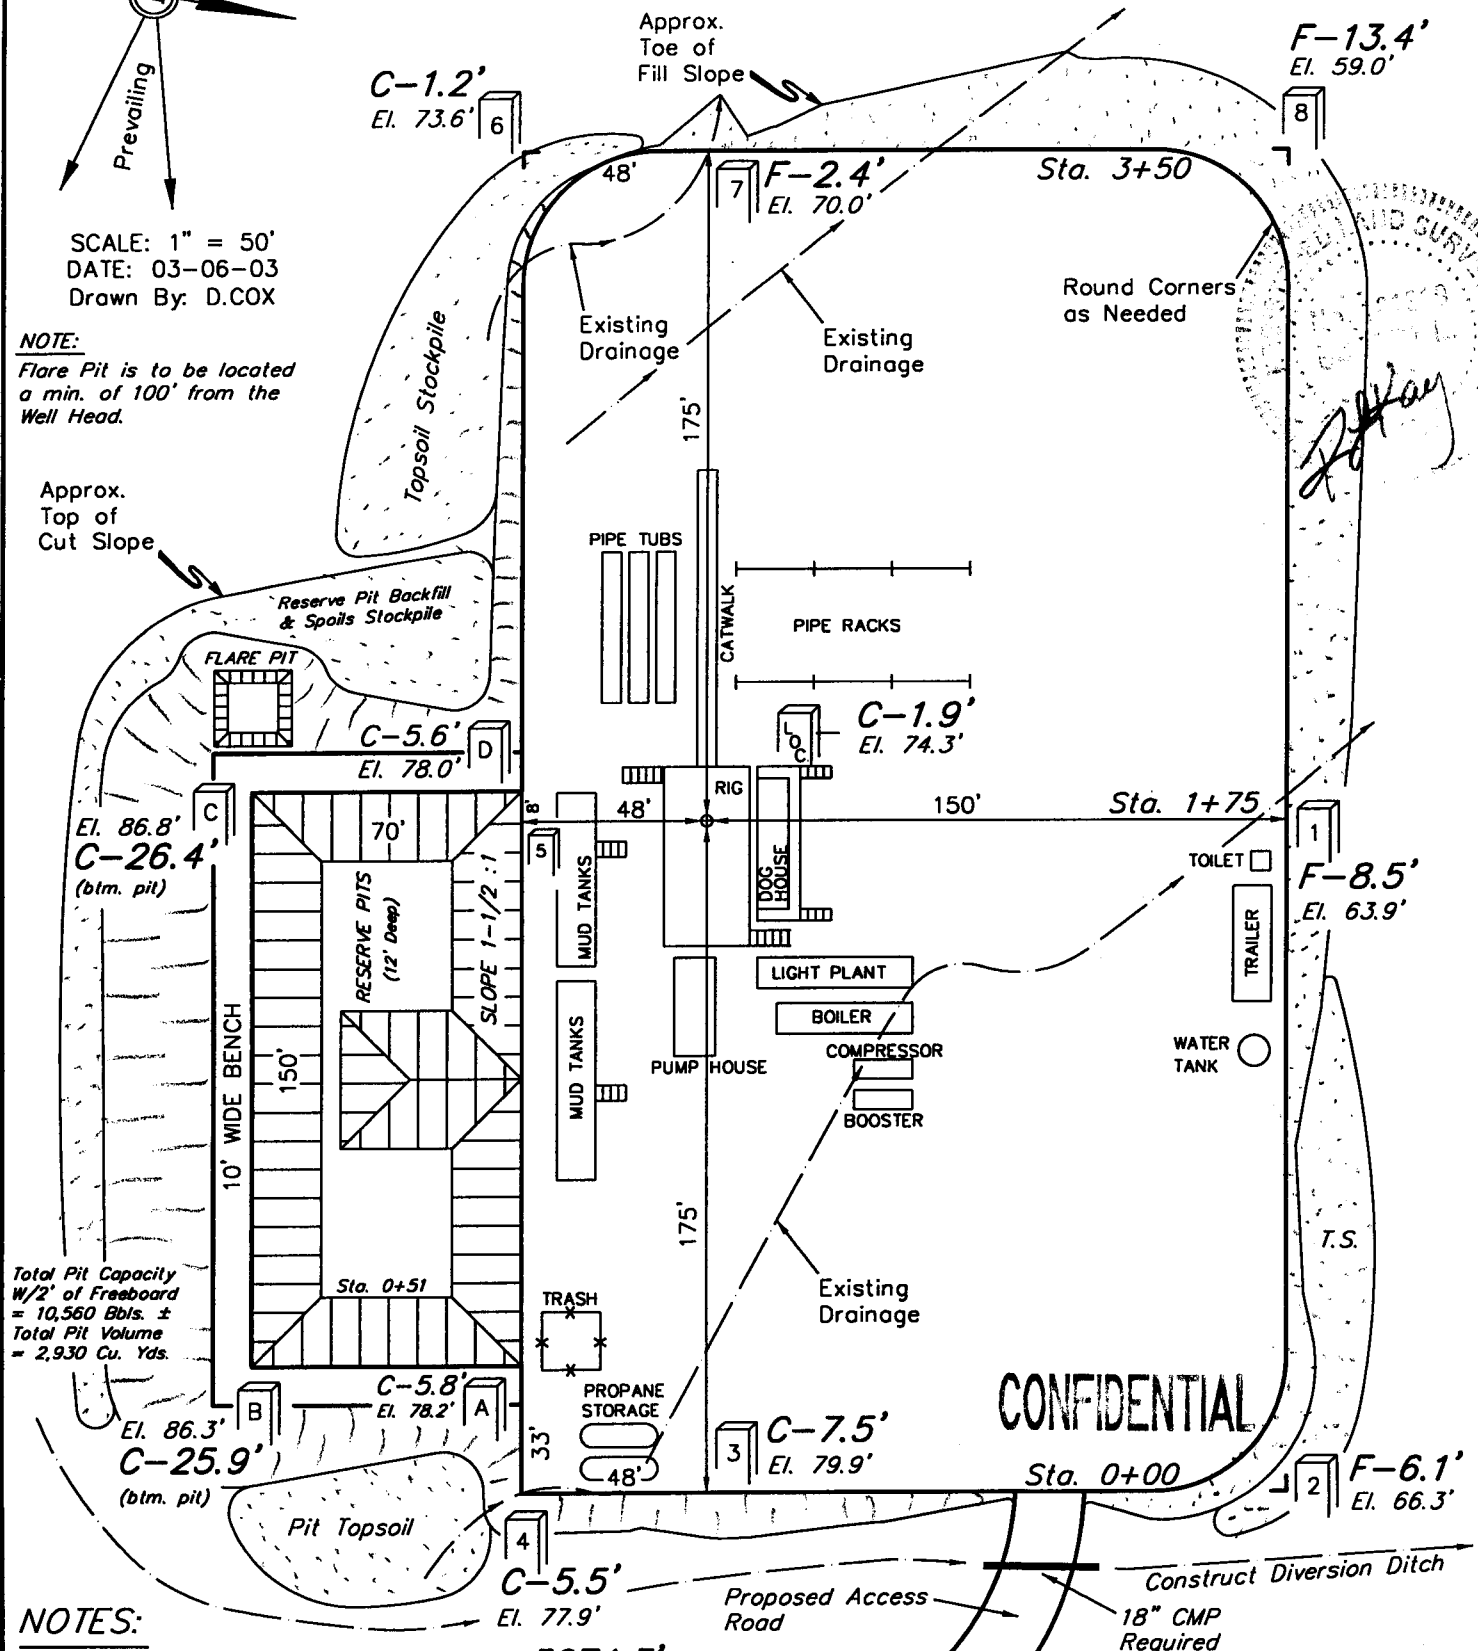 Prevailing
SCALE: 1" = 50'
DATE: 03-06-03
Drawn By: D.COX
NOTE:
Flare Pit is to be located
a min. of 100' from the
Well Head.
Approx.
Toe of
Fill Slope
C-1.2'
El. 73.6'
6
F-13.4'
El. 59.0'
8
48'
7
F-2.4'
El. 70.0'
Sta. 3+50
LAND SURV
Round Corners
as Needed
Existing
Drainage
Existing
Drainage
Topsoil Stockpile
175'
Approx.
Top of
Cut Slope
Reserve Pit Backfill
& Spoils Stockpile
PIPE TUBS
CATWALK
PIPE RACKS
FLARE PIT
C-5.6'
El. 78.0'
D
LOC.
C-1.9'
El. 74.3'
C
El. 86.8'
C-26.4'
(btm. pit)
70'
8'
48'
RIG
150'
Sta. 1+75
1
F-8.5'
El. 63.9'
5
TOILET
TRAILER
WATER
TANK
DOG
HOUSE
MUD TANKS
RESERVE PITS
(12' Deep)
SLOPE 1-1/2 :1
LIGHT PLANT
BOILER
COMPRESSOR
BOOSTER
PUMP HOUSE
MUD TANKS
10' WIDE BENCH
150'
175'
T.S.
Existing
Drainage
Total Pit Capacity
W/2' of Freeboard
= 10,560 Bbls. ±
Total Pit Volume
= 2,930 Cu. Yds.
Sta. 0+51
TRASH
PROPANE
STORAGE
C-5.8'
El. 78.2'
A
B
El. 86.3'
C-25.9'
(btm. pit)
33'
48'
3
C-7.5'
El. 79.9'
CONFIDENTIAL
Sta. 0+00
2
F-6.1'
El. 66.3'
Pit Topsoil
4
C-5.5'
El. 77.9'
Proposed Access
Road
18" CMP
Required
Construct Diversion Ditch
NOTES: